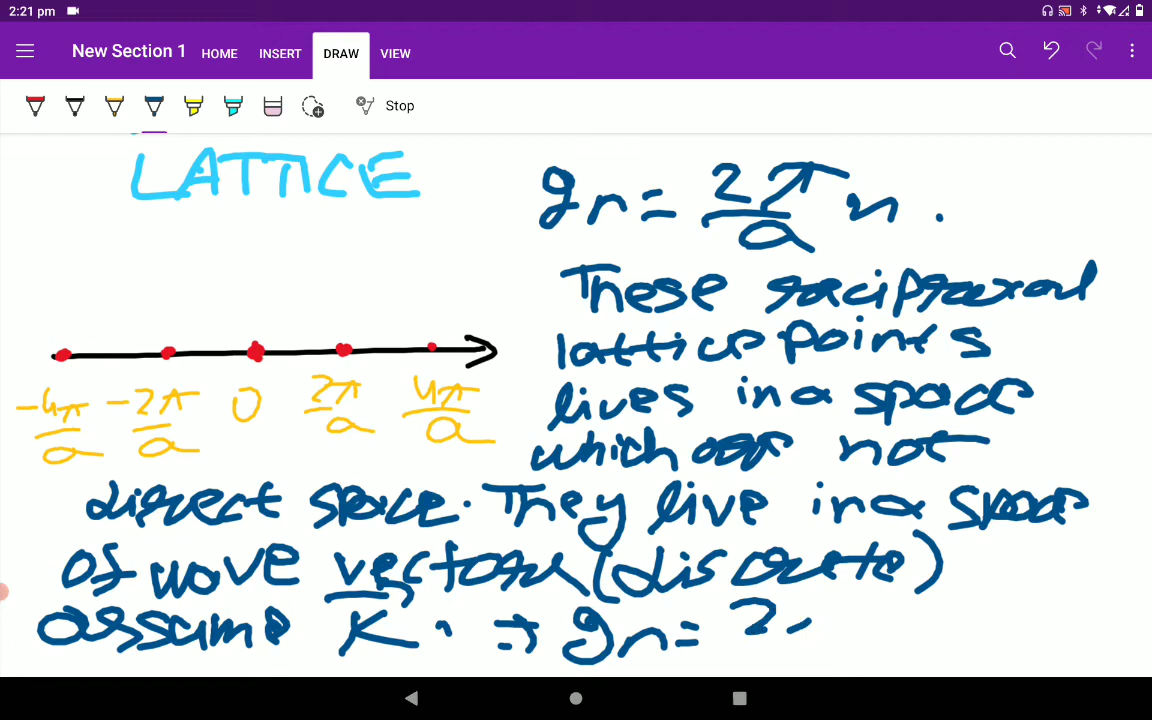 2:21 pm
New Section 1 HOME INSERT DRAW VIEW
Stop
LATTICE
gn = 2π/a n .
These reciprocal
lattice points
lives in a space
which are not
-4π/a -2π/a 0 2π/a 4π/a
direct space. They live in a space
of wave vectors (discrete)
assume K. ⇒ gn = 2